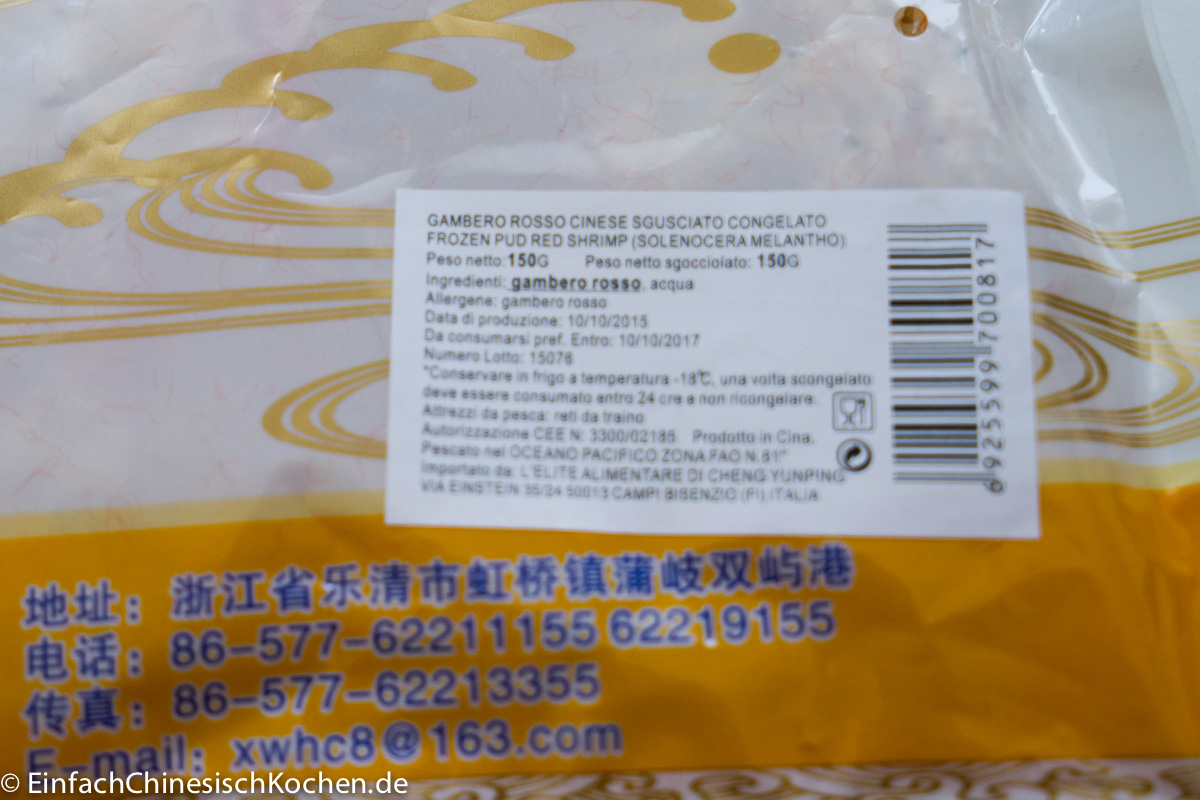 GAMBERO ROSSO CINESE SGUSCIATO CONGELATO
FROZEN PUD RED SHRIMP (SOLENOCERA MELANTHO)
Peso netto: 150G Peso netto sgocciolato: 150G
Ingredienti: gambero rosso, acqua
Allergene: gambero rosso
Data di produzione: 10/10/2015
Da consumarsi pref. Entro: 10/10/2017
Numero Lotto: 15076
"Conservare in frigo a temperatura -18℃, una volta scongelato
deve essere consumato entro 24 cre e non ricongelare.
Attrezzi da pesca: reti da traino
Autorizzazione CEE N: 3300/02185 Prodotto in Cina.
Pescato nel OCEANO PACIFICO ZONA FAO N.61"
Importato da: L'ELITE ALIMENTARE DI CHENG YUNPING
VIA EINSTEIN 35/24 50013 CAMPI BISENZIO (FI) ITALIA
6925599700817
地址：浙江省乐清市虹桥镇蒲岐双屿港
电话：86-577-62211155 62219155
传真：86-577-62213355
E-mail: xwhc8@163.com
© EinfachChinesischKochen.de